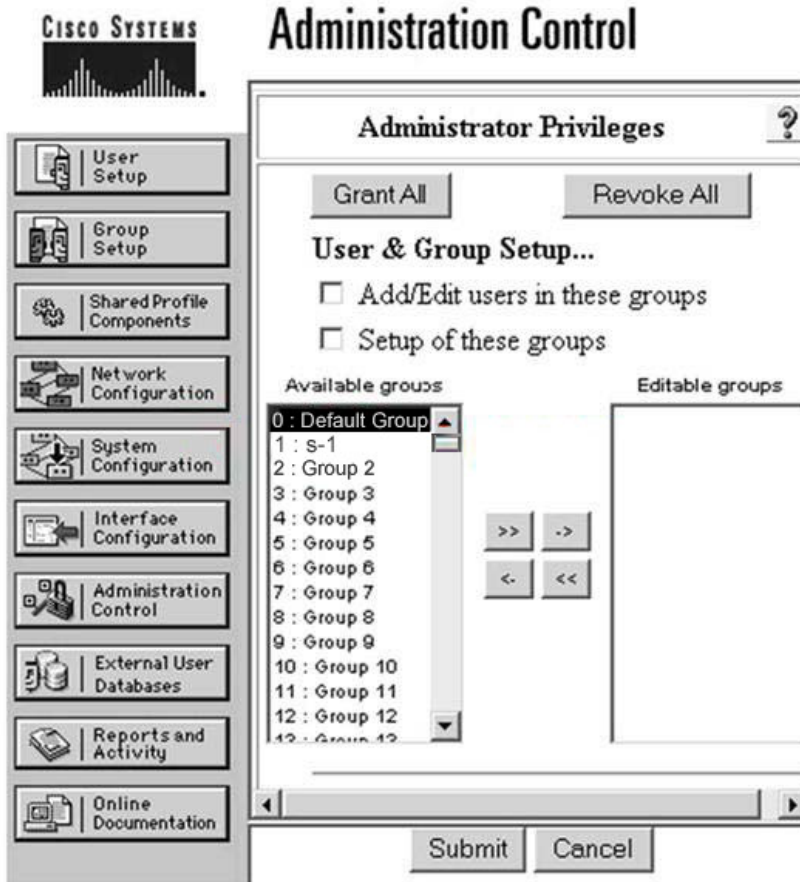 CISCO SYSTEMS
Administration Control
User
Setup
Group
Setup
Shared Profile
Components
Network
Configuration
System
Configuration
Interface
Configuration
Administration
Control
External User
Databases
Reports and
Activity
Online
Documentation
Administrator Privileges
?
Grant All
Revoke All
User & Group Setup...
Add/Edit users in these groups
Setup of these groups
Available groups
0 : Default Group
1 : s-1
2 : Group 2
3 : Group 3
4 : Group 4
5 : Group 5
6 : Group 6
7 : Group 7
8 : Group 8
9 : Group 9
10 : Group 10
11 : Group 11
12 : Group 12
13 : Group 13
>>
->
<-
<<
Editable groups
Submit
Cancel